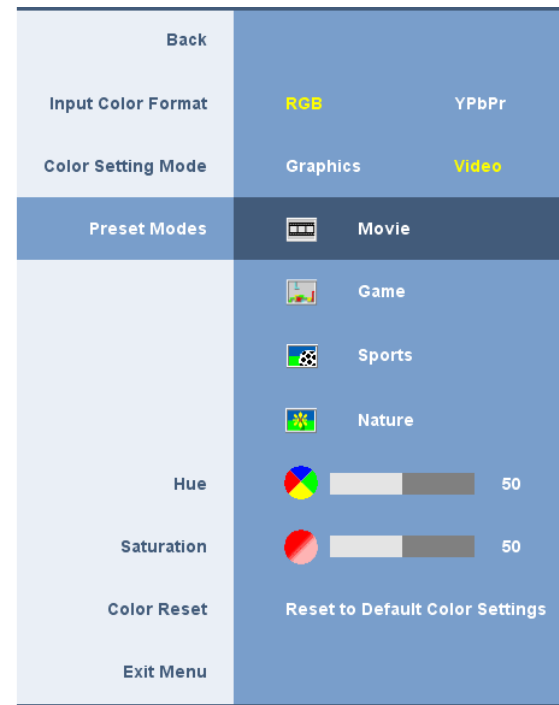 Back
Input Color Format RGB YPbPr
Color Setting Mode Graphics Video
Preset Modes Movie
Game
Sports
Nature
Hue 50
Saturation 50
Color Reset Reset to Default Color Settings
Exit Menu